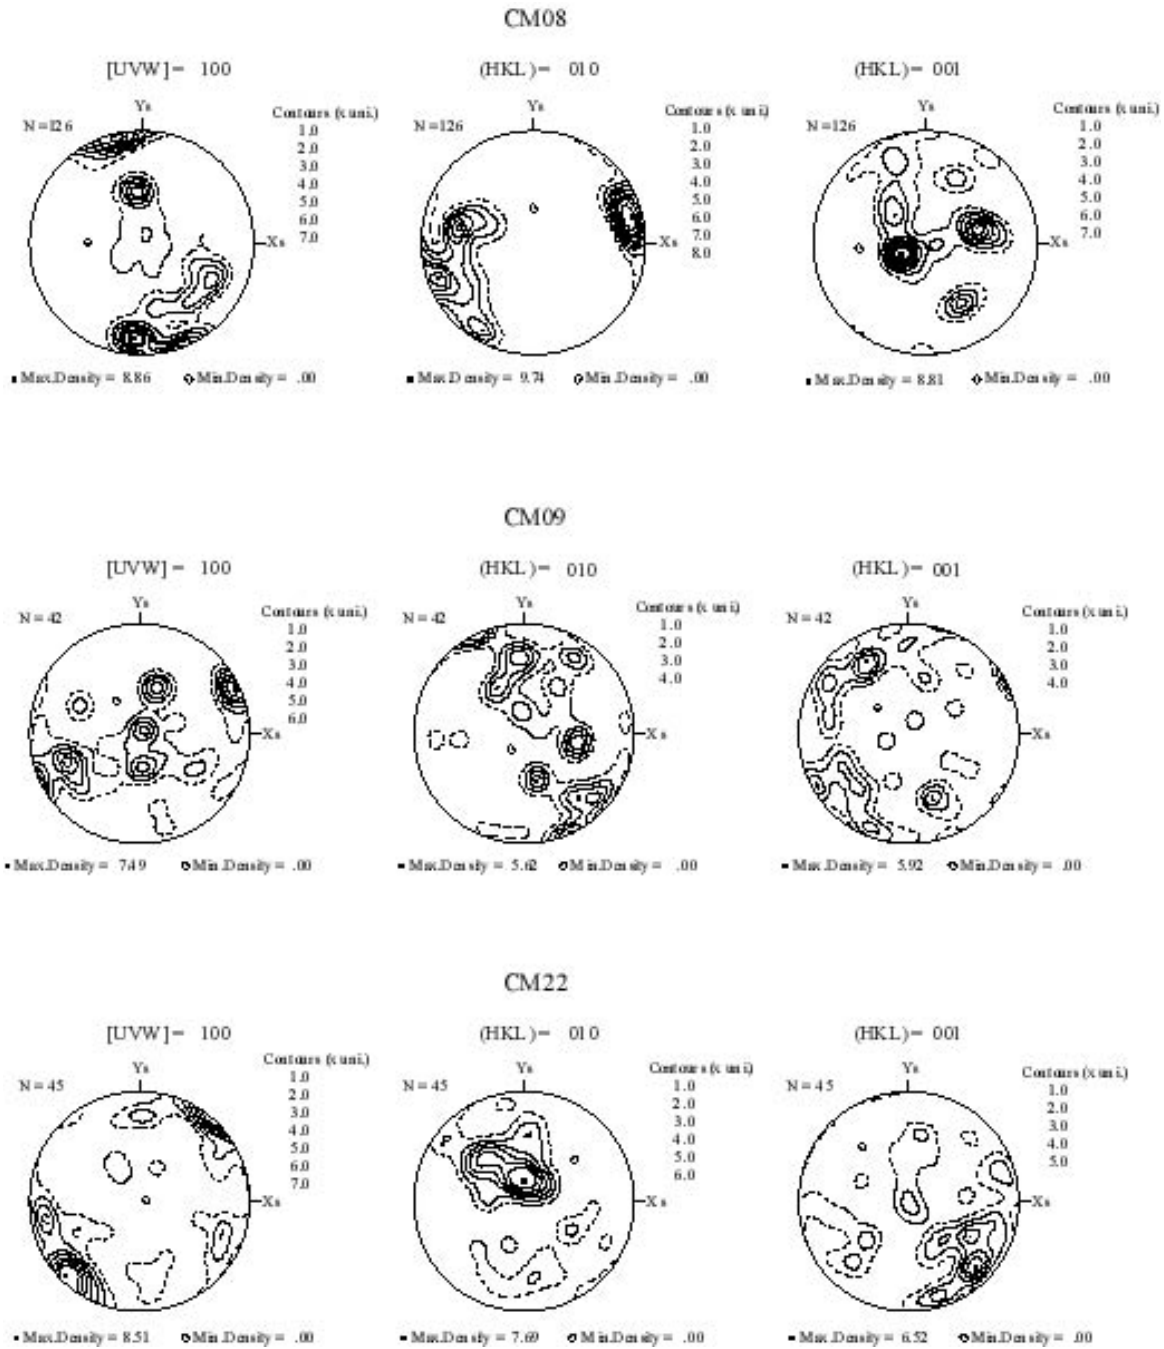 CM08
[UVW]= 100
(HKL)= 010
(HKL)= 001
N=126
Ys
Contours (x uni.)
1.0
2.0
3.0
4.0
5.0
6.0
7.0
Xs
Max.Density = 8.86
Min.Density = .00
N=126
Ys
Contours (x uni.)
1.0
2.0
3.0
4.0
5.0
6.0
7.0
8.0
Xs
Max.Density = 9.74
Min.Density = .00
N=126
Ys
Contours (x uni.)
1.0
2.0
3.0
4.0
5.0
6.0
7.0
Xs
Max.Density = 8.81
Min.Density = .00
CM09
[UVW]= 100
(HKL)= 010
(HKL)= 001
N=42
Ys
Contours (x uni.)
1.0
2.0
3.0
4.0
5.0
6.0
Xs
Max.Density = 7.49
Min.Density = .00
N=42
Ys
Contours (x uni.)
1.0
2.0
3.0
4.0
Xs
Max.Density = 5.62
Min.Density = .00
N=42
Ys
Contours (x uni.)
1.0
2.0
3.0
4.0
Xs
Max.Density = 5.92
Min.Density = .00
CM22
[UVW]= 100
(HKL)= 010
(HKL)= 001
N=45
Ys
Contours (x uni.)
1.0
2.0
3.0
4.0
5.0
6.0
7.0
Xs
Max.Density = 8.51
Min.Density = .00
N=45
Ys
Contours (x uni.)
1.0
2.0
3.0
4.0
5.0
6.0
Xs
Max.Density = 7.69
Min.Density = .00
N=45
Ys
Contours (x uni.)
1.0
2.0
3.0
4.0
5.0
Xs
Max.Density = 6.52
Min.Density = .00